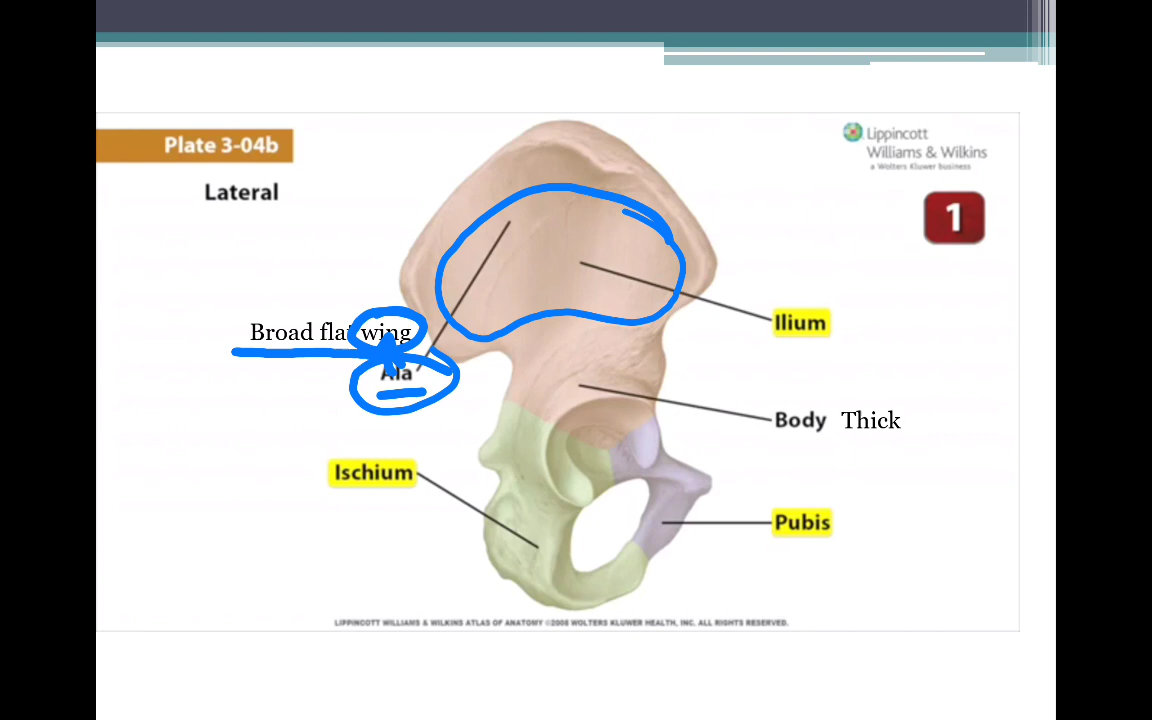 Plate 3-04b
Lippincott
Williams & Wilkins
a Wolters Kluwer business
Lateral
1
Ilium
Broad flat wing
Ala
Body Thick
Ischium
Pubis
LIPPINCOTT WILLIAMS & WILKINS ATLAS OF ANATOMY ©2008 WOLTERS KLUWER HEALTH, INC. ALL RIGHTS RESERVED.